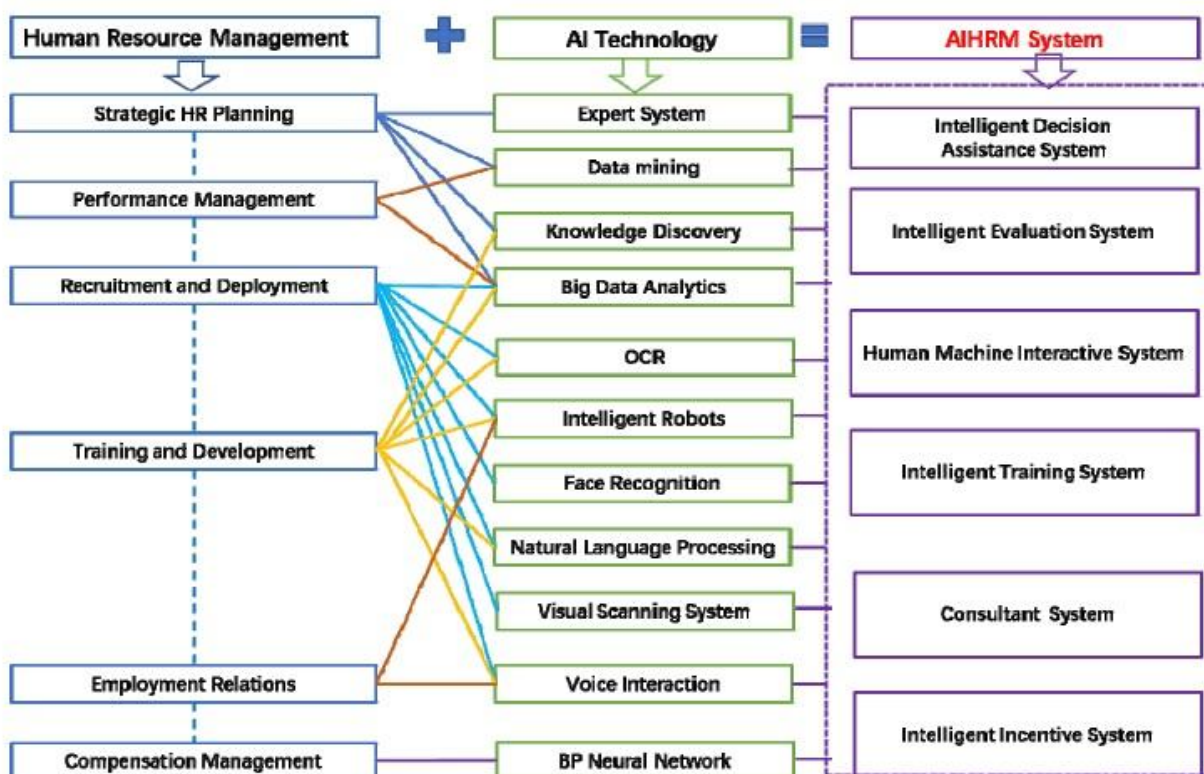 Human Resource Management
AI Technology
AIHRM System
Strategic HR Planning
Performance Management
Recruitment and Deployment
Training and Development
Employment Relations
Compensation Management
Expert System
Data mining
Knowledge Discovery
Big Data Analytics
OCR
Intelligent Robots
Face Recognition
Natural Language Processing
Visual Scanning System
Voice Interaction
BP Neural Network
Intelligent Decision
Assistance System
Intelligent Evaluation System
Human Machine Interactive System
Intelligent Training System
Consultant System
Intelligent Incentive System